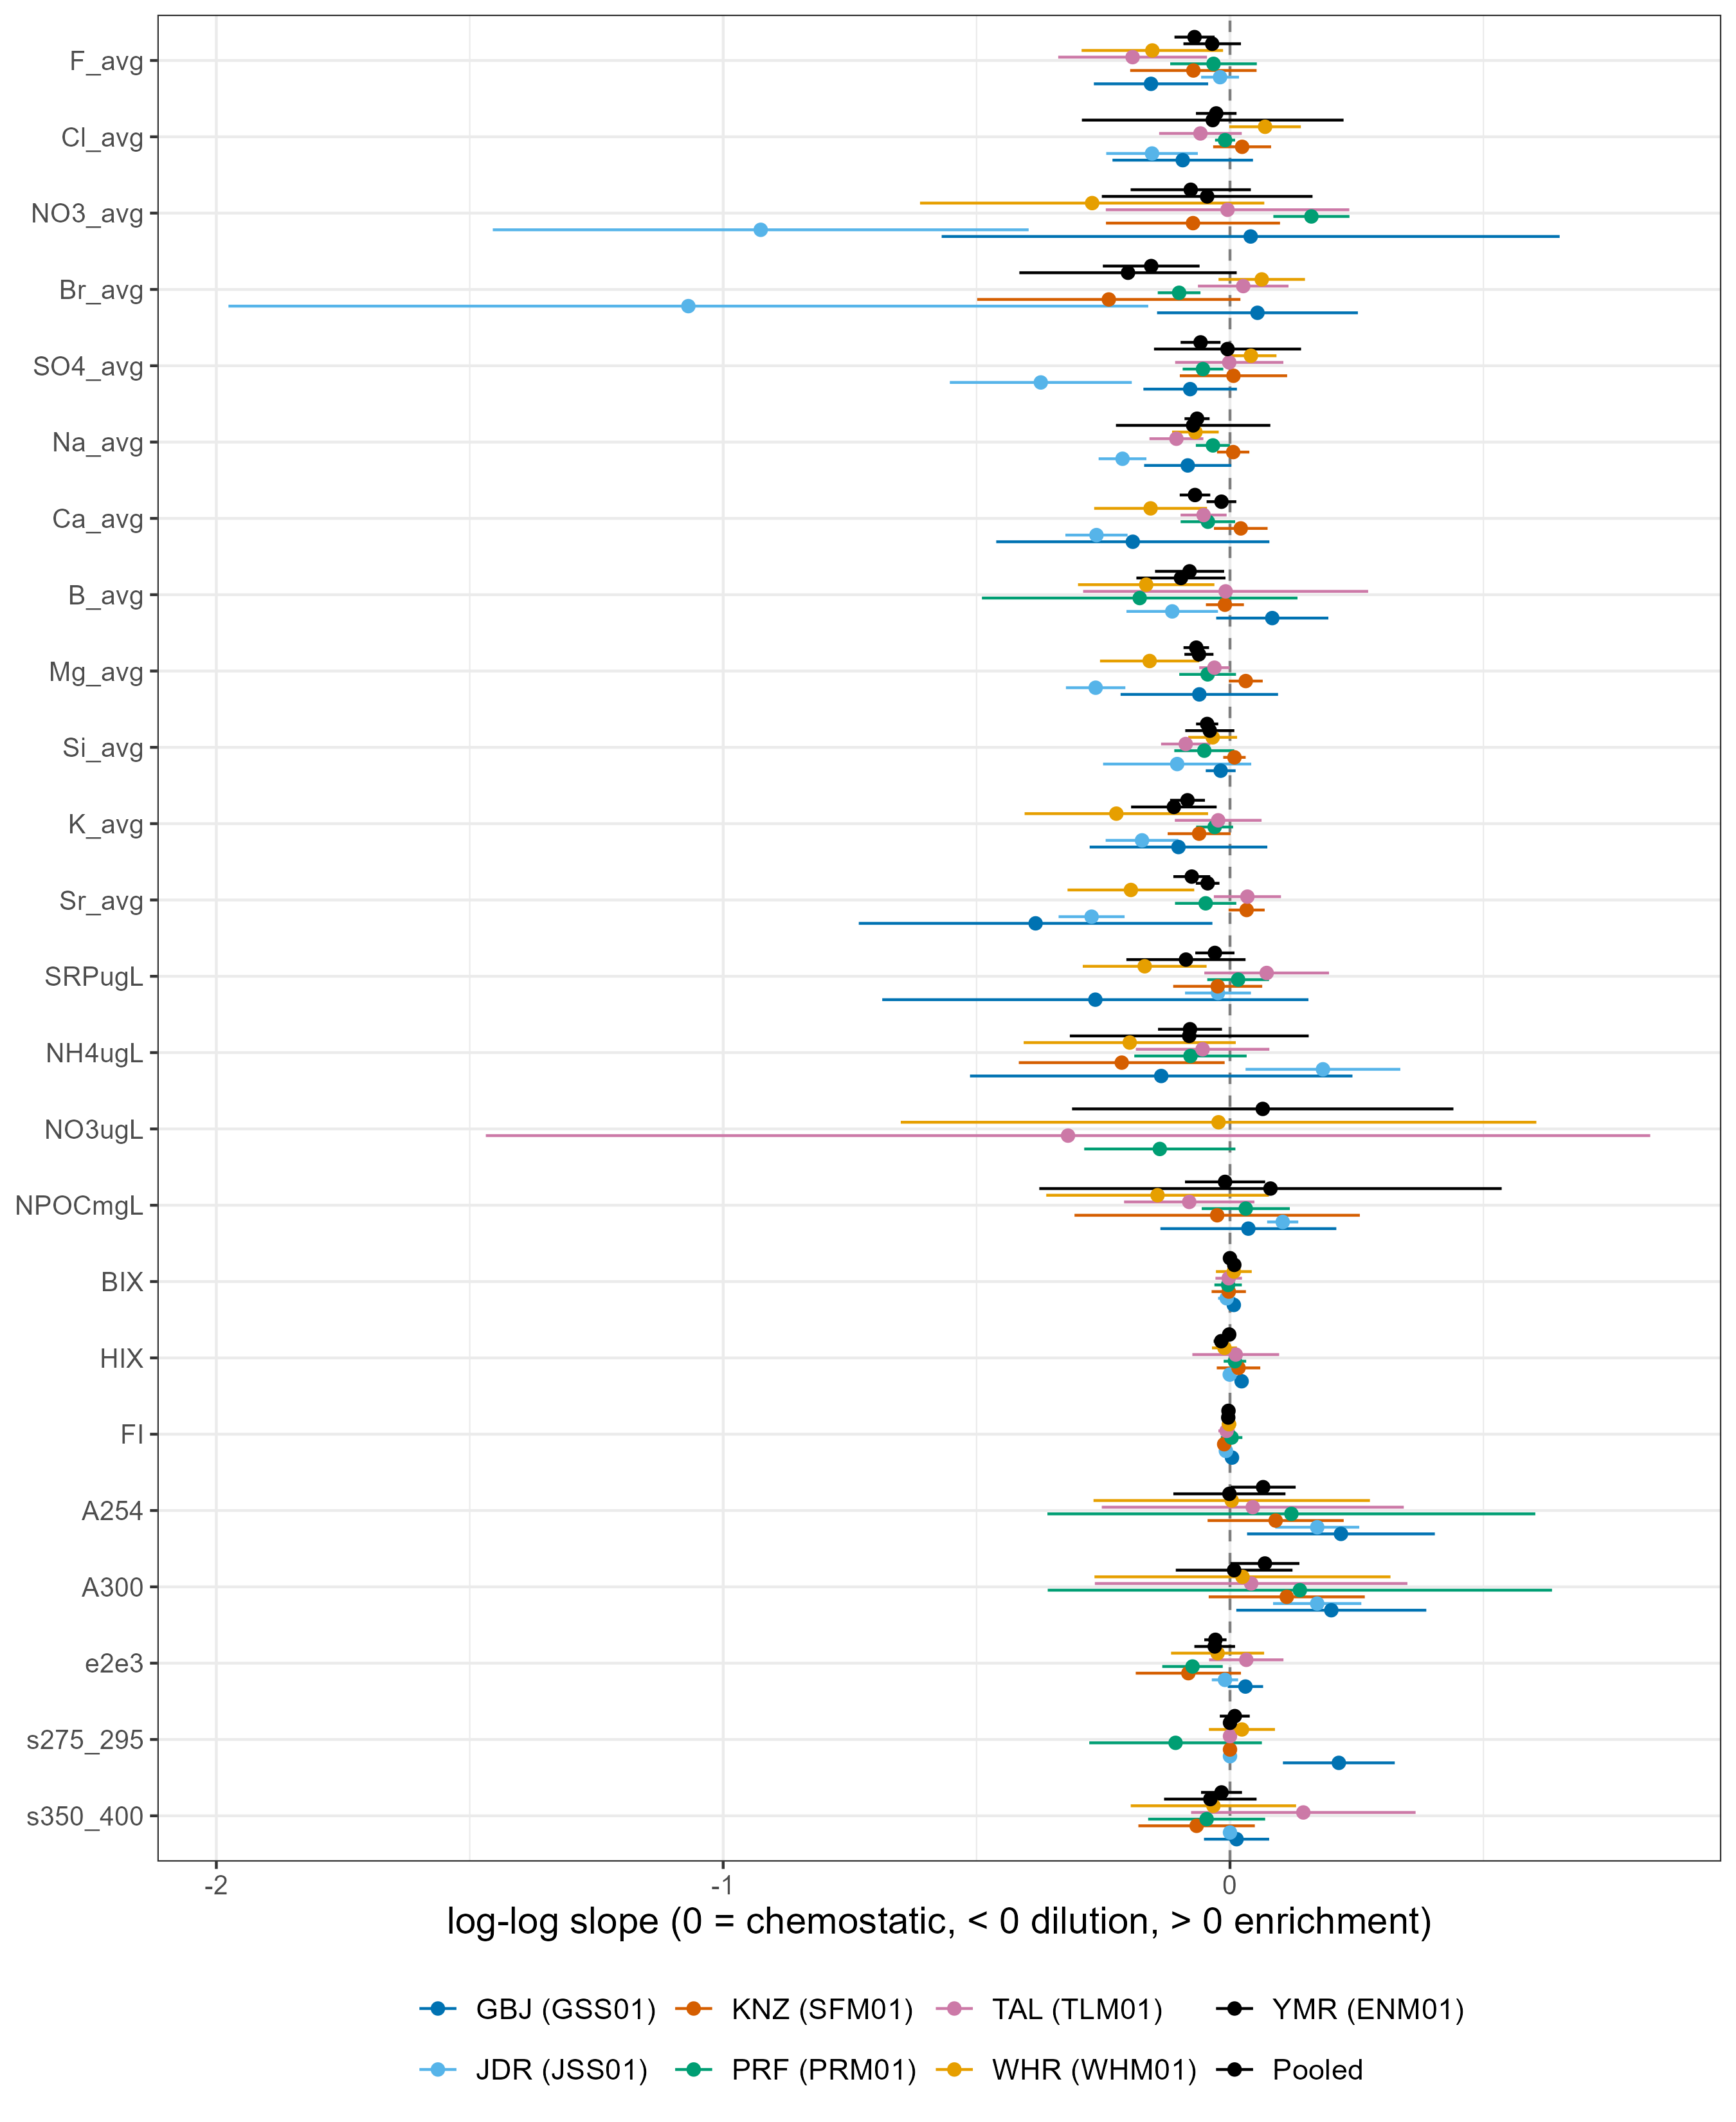 F_avg
Cl_avg
NO3_avg
Br_avg
SO4_avg
Na_avg
Ca_avg
B_avg
Mg_avg
Si_avg
K_avg
Sr_avg
SRPugL
NH4ugL
NO3ugL
NPOCmgL
BIX
HIX
FI
A254
A300
e2e3
s275_295
s350_400
-2 -1 0
log-log slope (0 = chemostatic, < 0 dilution, > 0 enrichment)
GBJ (GSS01) KNZ (SFM01) TAL (TLM01) YMR (ENM01)
JDR (JSS01) PRF (PRM01) WHR (WHM01) Pooled